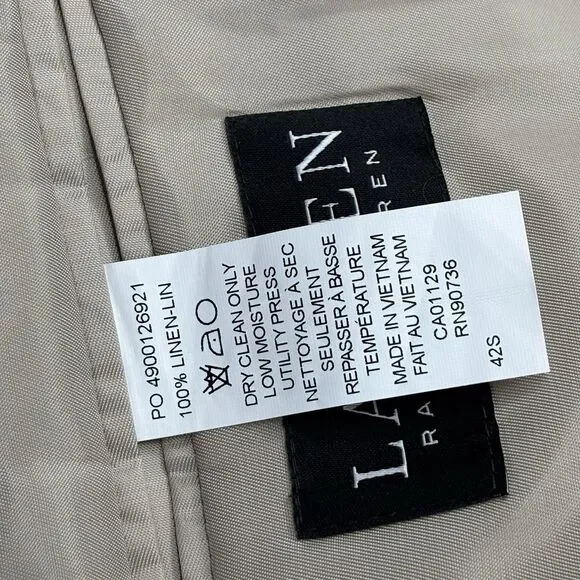 PO 4900126921
100% LINEN-LIN
DRY CLEAN ONLY
LOW MOISTURE
UTILITY PRESS
NETTOYAGE À SEC
SEULEMENT
REPASSER À BASSE
TEMPÉRATURE
MADE IN VIETNAM
FAIT AU VIETNAM
CA01129
RN90736
42S